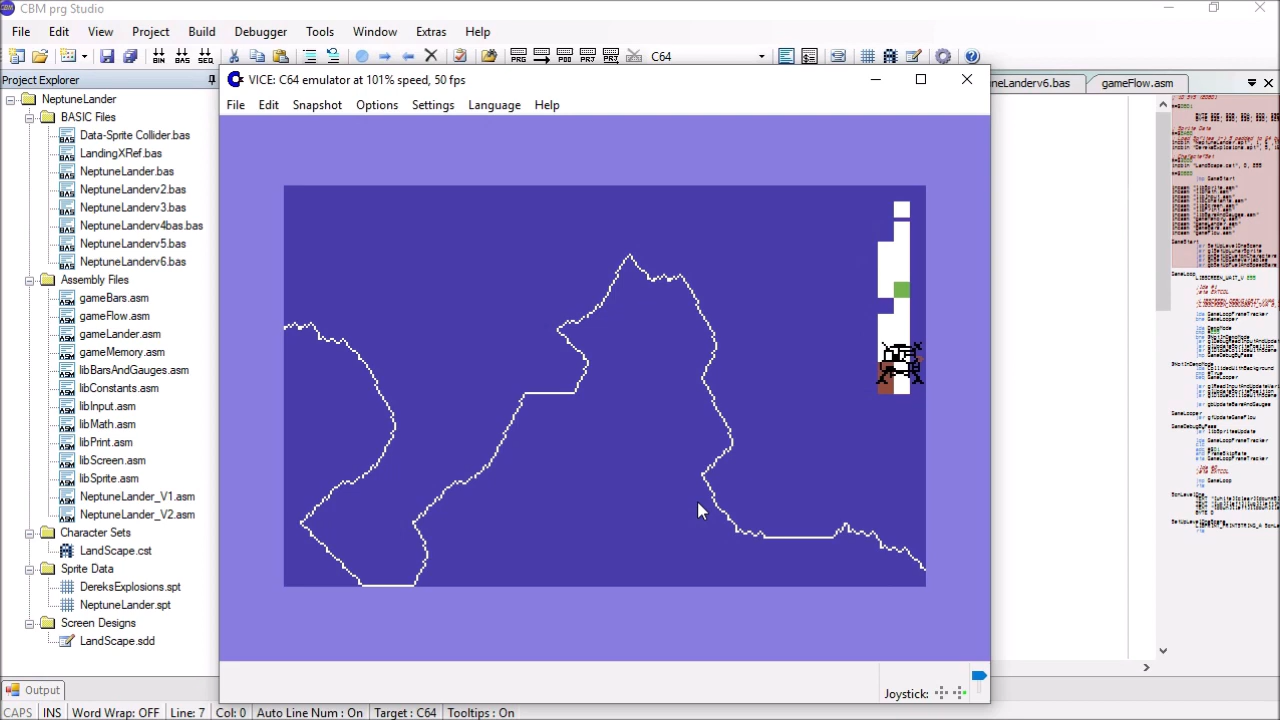 CBM prg Studio
File Edit View Project Build Debugger Tools Window Extras Help
BIN BAS SEQ PRG PRG C64
Project Explorer
NeptuneLander
BASIC Files
Data-Sprite Collider.bas
LandingXRef.bas
NeptuneLander.bas
NeptuneLanderv2.bas
NeptuneLanderv3.bas
NeptuneLanderv4bas.bas
NeptuneLanderv5.bas
NeptuneLanderv6.bas
Assembly Files
gameBars.asm
gameFlow.asm
gameLander.asm
gameMemory.asm
libBarsAndGauges.asm
libConstants.asm
libInput.asm
libMath.asm
libPrint.asm
libScreen.asm
libSprite.asm
NeptuneLander_V1.asm
NeptuneLander_V2.asm
Character Sets
LandScape.cst
Sprite Data
DereksExplosions.spt
NeptuneLander.spt
Screen Designs
LandScape.sdd
VICE: C64 emulator at 101% speed, 50 fps
File Edit Snapshot Options Settings Language Help
Joystick:
neLanderv6.bas gameFlow.asm
Output
CAPS INS Word Wrap: OFF Line: 7 Col: 0 Auto Line Num : On Target : C64 Tooltips : On